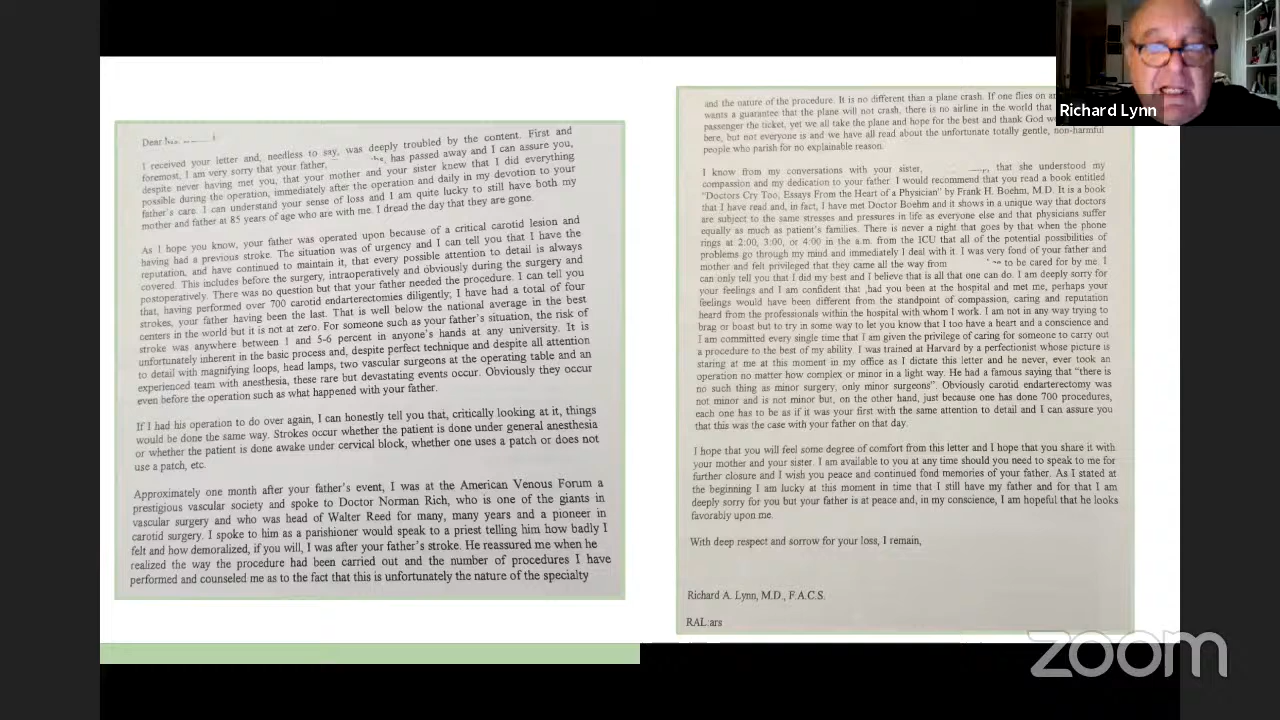 Dear
I received your letter and, needless to say, was deeply troubled by the content. First and
foremost, I am very sorry that your father, has passed away and I can assure you,
despite never having met you, that your mother and your sister knew that I did everything
possible during the operation, immediately after the operation and daily in my devotion to your
father's care. I can understand your sense of loss and I am quite lucky to still have both my
mother and father at 85 years of age who are with me. I dread the day that they are gone.
As I hope you know, your father was operated upon because of a critical carotid lesion and
having had a previous stroke. The situation was of urgency and I can tell you that I have the
reputation, and have continued to maintain it, that every possible attention to detail is always
covered. This includes before the surgery, intraoperatively and obviously during the surgery and
postoperatively. There was no question but that your father needed the procedure. I can tell you
that, having performed over 700 carotid endarterectomies diligently, I have had a total of four
strokes, your father having been the last. That is well below the national average in the best
centers in the world but it is not at zero. For someone such as your father's situation, the risk of
stroke was anywhere between 1 and 5-6 percent in anyone's hands at any university. It is
unfortunately inherent in the basic process and, despite perfect technique and despite all attention
to detail with magnifying loops, head lamps, two vascular surgeons at the operating table and an
experienced team with anesthesia, these rare but devastating events occur. Obviously they occur
even before the operation such as what happened with your father.
If I had his operation to do over again, I can honestly tell you that, critically looking at it, things
would be done the same way. Strokes occur whether the patient is done under general anesthesia
or whether the patient is done awake under cervical block, whether one uses a patch or does not
use a patch, etc.
Approximately one month after your father's event, I was at the American Venous Forum a
prestigious vascular society and spoke to Doctor Norman Rich, who is one of the giants in
vascular surgery and who was head of Walter Reed for many, many years and a pioneer in
carotid surgery. I spoke to him as a parishioner would speak to a priest telling him how badly I
felt and how demoralized, if you will, I was after your father's stroke. He reassured me when he
realized the way the procedure had been carried out and the number of procedures I have
performed and counseled me as to the fact that this is unfortunately the nature of the specialty
and the nature of the procedure. It is no different than a plane crash. If one flies on
wants a guarantee that the plane will not crash, there is no airline in the world that
passenger the ticket, yet we all take the plane and hope for the best and thank God
here, but not everyone is and we have all read about the unfortunate totally gentle, non-harmful
people who parish for no explainable reason.
I know from my conversations with your sister, that she understood my
compassion and my dedication to your father. I would recommend that you read a book entitled
"Doctors Cry Too, Essays From the Heart of a Physician" by Frank H. Boehm, M.D. It is a book
that I have read and, in fact, I have met Doctor Boehm and it shows in a unique way that doctors
are subject to the same stresses and pressures in life as everyone else and that physicians suffer
equally as much as patient's families. There is never a night that goes by that when the phone
rings at 2:00, 3:00, or 4:00 in the a.m. from the ICU that all of the potential possibilities of
problems go through my mind and immediately I deal with it. I was very fond of your father and
mother and felt privileged that they came all the way from to be cared for by me. I
can only tell you that I did my best and I believe that is all that one can do. I am deeply sorry for
your feelings and I am confident that ,had you been at the hospital and met me, perhaps your
feelings would have been different from the standpoint of compassion, caring and reputation
heard from the professionals within the hospital with whom I work. I am not in any way trying to
brag or boast but to try in some way to let you know that I too have a heart and a conscience and
I am committed every single time that I am given the privilege of caring for someone to carry out
a procedure to the best of my ability. I was trained at Harvard by a perfectionist whose picture is
staring at me at this moment in my office as I dictate this letter and he never, ever took an
operation no matter how complex or minor in a light way. He had a famous saying that "there is
no such thing as minor surgery, only minor surgeons". Obviously carotid endarterectomy was
not minor and is not minor but, on the other hand, just because one has done 700 procedures,
each one has to be as if it was your first with the same attention to detail and I can assure you
that this was the case with your father on that day.
I hope that you will feel some degree of comfort from this letter and I hope that you share it with
your mother and your sister. I am available to you at any time should you need to speak to me for
further closure and I wish you peace and continued fond memories of your father. As I stated at
the beginning I am lucky at this moment in time that I still have my father and for that I am
deeply sorry for you but your father is at peace and, in my conscience, I am hopeful that he looks
favorably upon me.
With deep respect and sorrow for your loss, I remain,
Richard A. Lynn, M.D., F.A.C.S.
RAL:ars
Richard Lynn
zoom